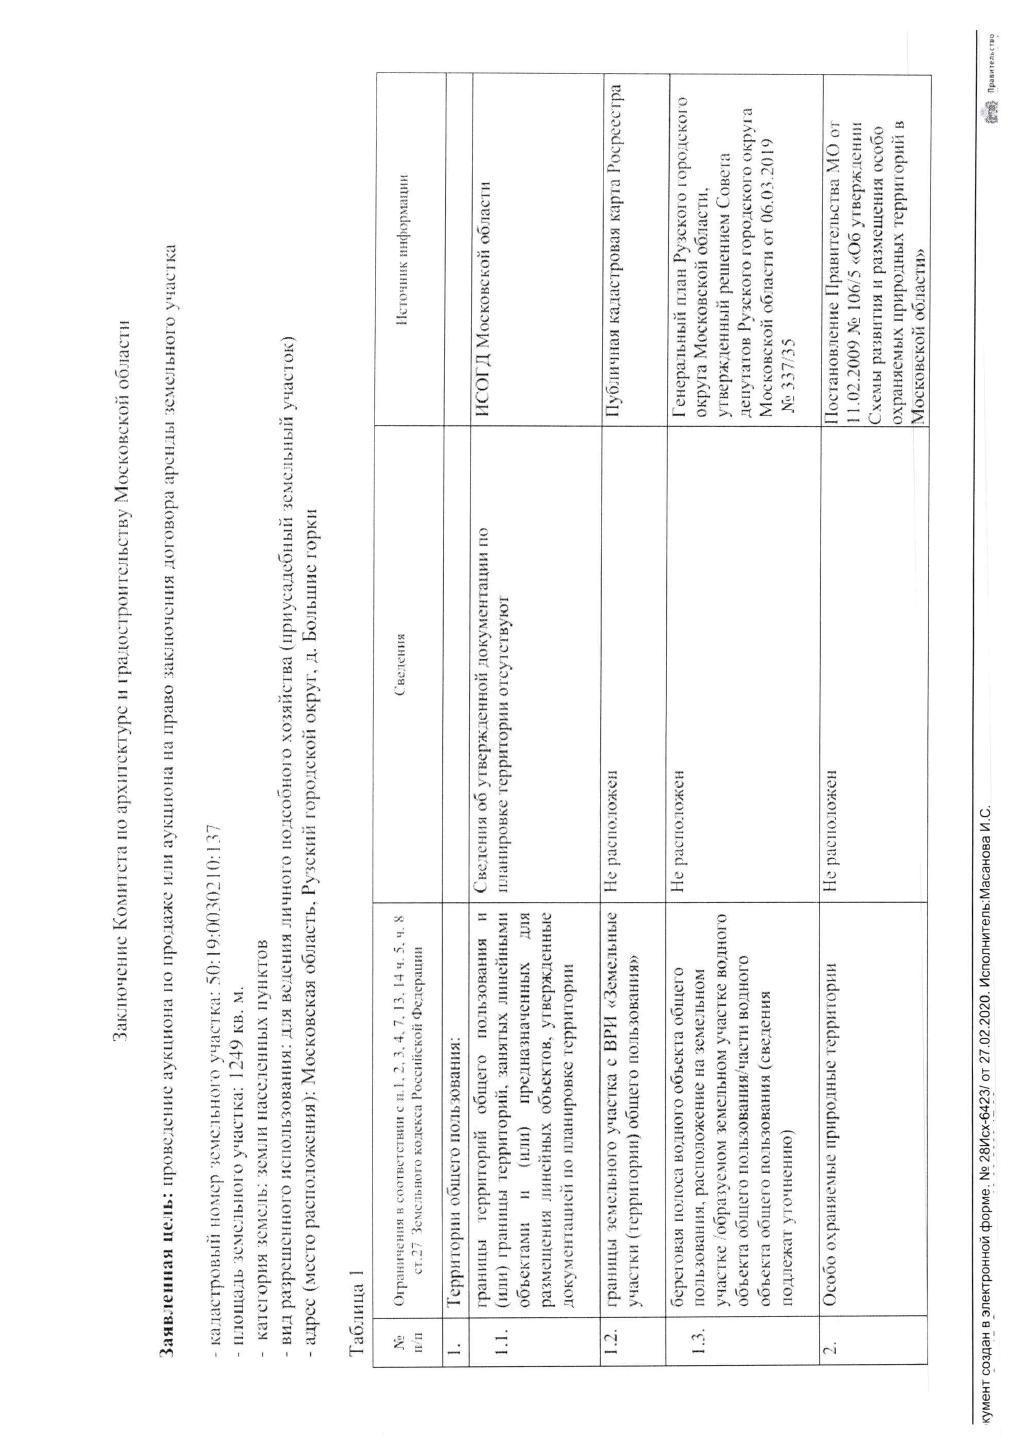 Заключение Комитета по архитектуре и градостроительству Московской области
Заявленная цель: проведение аукциона по продаже или аукциона на право заключения договора аренды земельного участка
- кадастровый номер земельного участка: 50:19:0030210:137
- площадь земельного участка: 1249 кв. м.
- категория земель: земли населенных пунктов
- вид разрешенного использования: для ведения личного подсобного хозяйства (приусадебный земельный участок)
- адрес (место расположения): Московская область, Рузский городской округ, д. Большие горки
Таблица 1
№
п/п
Ограничения в соответствии с п.1, 2, 3, 4, 7, 13, 14 ч. 5, ч. 8
ст.27 Земельного кодекса Российской Федерации
Сведения
Источник информации
1.
Территории общего пользования:
1.1.
границы территорий общего пользования и
(или) границы территорий, занятых линейными
объектами и (или) предназначенных для
размещения линейных объектов, утвержденные
документацией по планировке территории
Сведения об утвержденной документации по
планировке территории отсутствуют
ИСОГД Московской области
1.2.
границы земельного участка с ВРИ «Земельные
участки (территории) общего пользования»
Не расположен
Публичная кадастровая карта Росреестра
1.3.
береговая полоса водного объекта общего
пользования, расположение на земельном
участке /образуемом земельном участке водного
объекта общего пользования/части водного
объекта общего пользования (сведения
подлежат уточнению)
Не расположен
Генеральный план Рузского городского
округа Московской области,
утвержденный решением Совета
депутатов Рузского городского округа
Московской области от 06.03.2019
№ 337/35
2.
Особо охраняемые природные территории
Не расположен
Постановление Правительства МО от
11.02.2009 № 106/5 «Об утверждении
Схемы развития и размещения особо
охраняемых природных территорий в
Московской области»
кумент создан в электронной форме. № 28Исх-6423/ от 27.02.2020. Исполнитель:Масанова И.С.
Правительство